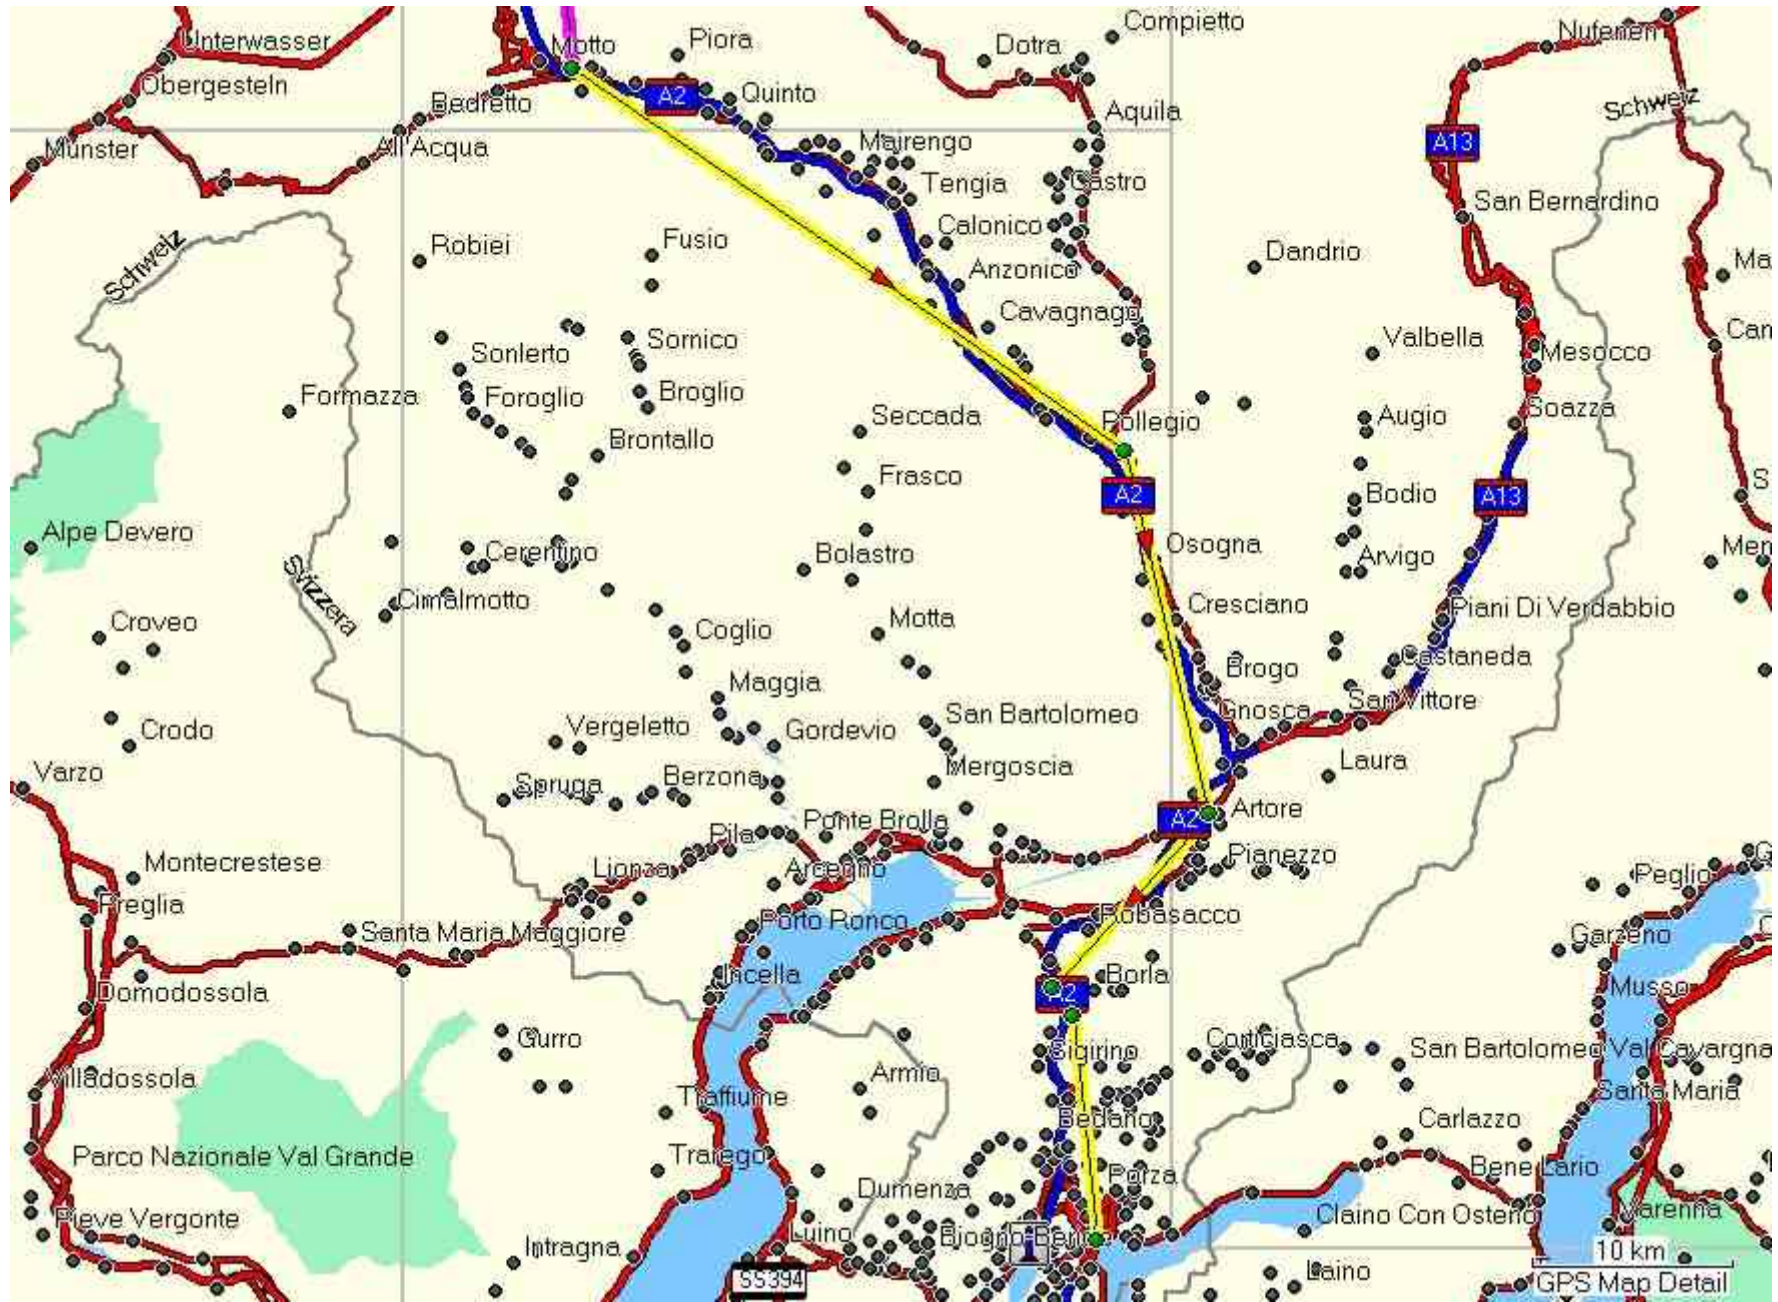 Compietto
Unterwasser
Motto
Piora
Dotra
Nufenen
Obergesteln
A2
Quinto
Bedretto
Aquila
Schweiz
Münster
All'Acqua
Mairengo
A13
Tengia
Castro
San Bernardino
Calonico
Robiei
Fusio
Dandrio
Schweiz
Anzonico
Ma
Cavagnago
Sornico
Valbella
Can
Sonlerto
Mesocco
Formazza
Foroglio
Broglio
Seccada
Augio
Soazza
Brontallo
Pollegio
Frasco
A2
Bodio
A13
S
Alpe Devero
Cerentino
Bolastro
Osogna
Arvigo
Svizzera
Cimalmotto
Cresciano
Piani Di Verdabbio
Croveo
Coglio
Motta
Brogo
Castaneda
Maggia
San Vittore
Crodo
Vergeletto
Gordevio
San Bartolomeo
Gnosca
Varzo
Spruga
Berzona
Mergoscia
Laura
Pila
Ponte Brolla
A2
Artore
Montecrestese
Lionza
Arcegno
Pianezzo
Peglio
Preglia
Porto Ronco
Robasacco
Santa Maria Maggiore
Garzeno
Domodossola
Incella
A2
Borla
Musso
Gurro
Sigirino
Corticiasca
San Bartolomeo Val Cavargna
Villadossola
Traffiume
Armio
Santa Maria
Bedano
Carlazzo
Parco Nazionale Val Grande
Trarego
Porza
Bene Lario
Dumenza
Pieve Vergonte
Luino
Claino Con Osteno
Varenna
Intragna
10 km
SS394
Laino
GPS Map Detail